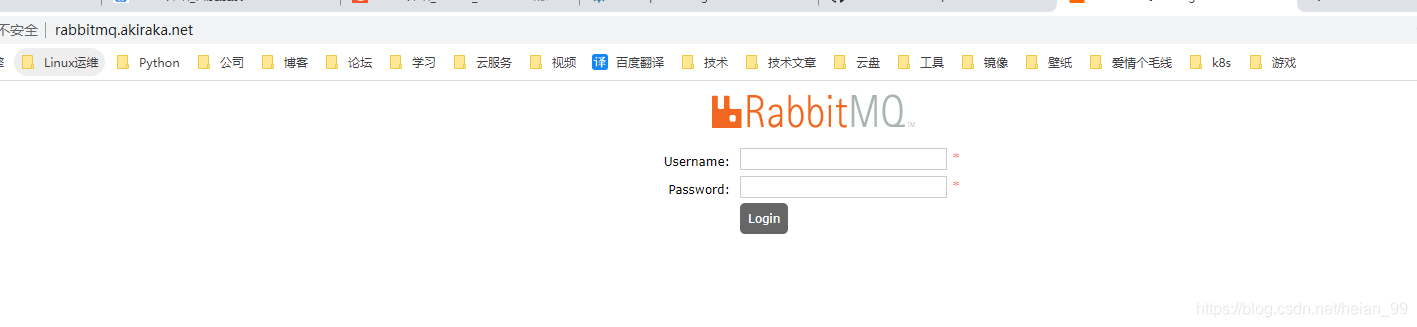 不安全 rabbitmq.akiraka.net
Linux运维 Python 公司 博客 论坛 学习 云服务 视频 译 百度翻译 技术 技术文章 云盘 工具 镜像 壁纸 爱情个毛线 k8s 游戏
RabbitMQ TM
Username: *
Password: *
Login
https://blog.csdn.net/heian_99